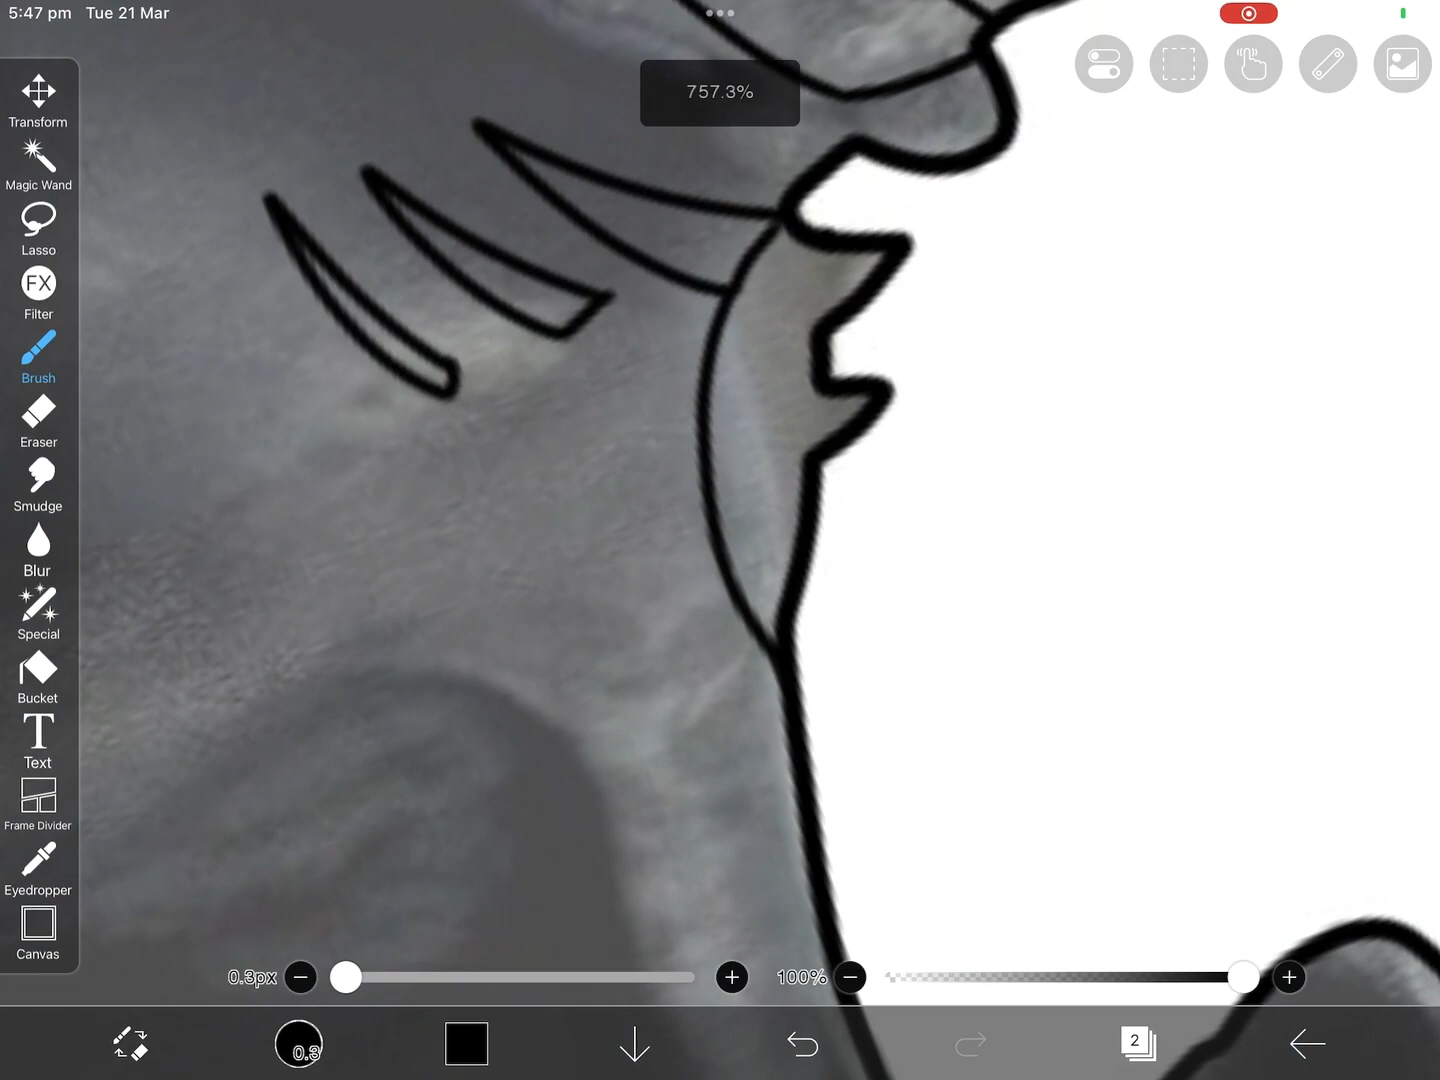 5:47 pm Tue 21 Mar
757.3%
Transform
Magic Wand
Lasso
FX
Filter
Brush
Eraser
Smudge
Blur
Special
Bucket
T
Text
Frame Divider
Eyedropper
Canvas
0.3px
100%
0.3
2